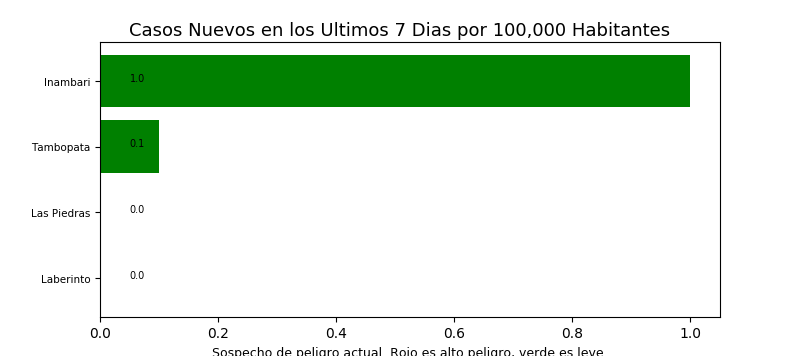 Casos Nuevos en los Ultimos 7 Dias por 100,000 Habitantes
Inambari 1.0
Tambopata 0.1
Las Piedras 0.0
Laberinto 0.0
0.0 0.2 0.4 0.6 0.8 1.0
Sospecho de peligro actual. Rojo es alto peligro, verde es leve